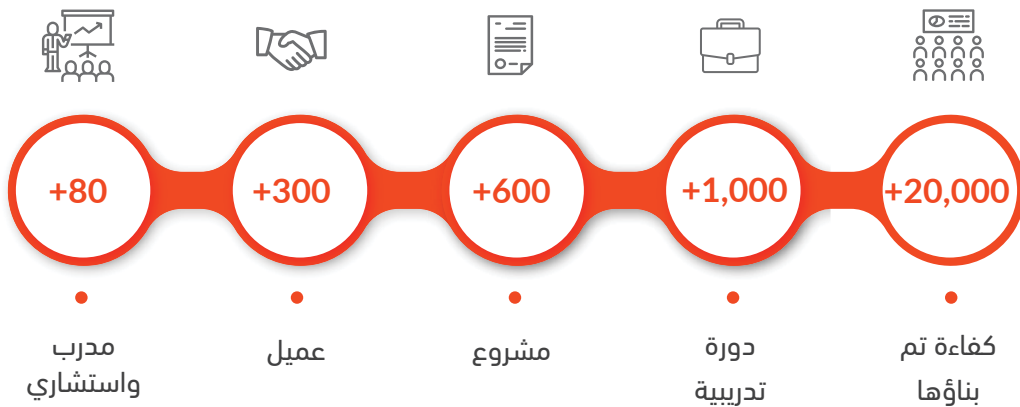 +20,000
كفاءة تم
بناؤها
+1,000
دورة
تدريبية
+600
مشروع
+300
عميل
+80
مدرب
واستشاري